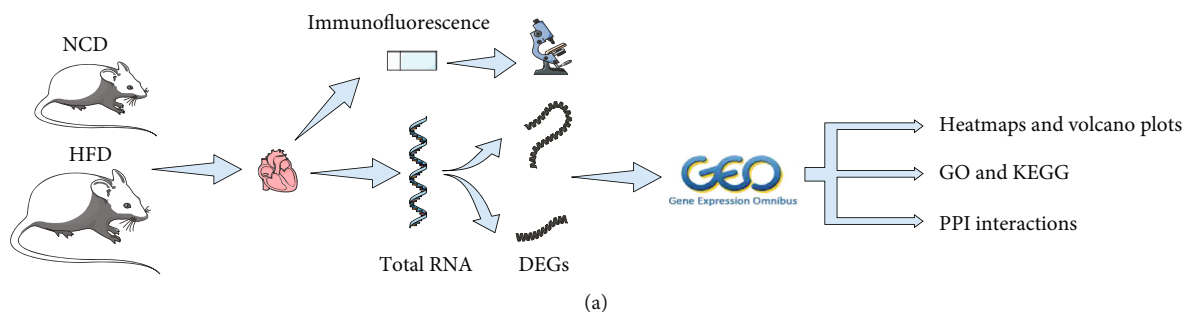 Immunofluorescence
NCD
HFD
Total RNA
DEGs
GEO
Gene Expression Omnibus
Heatmaps and volcano plots
GO and KEGG
PPI interactions
(a)